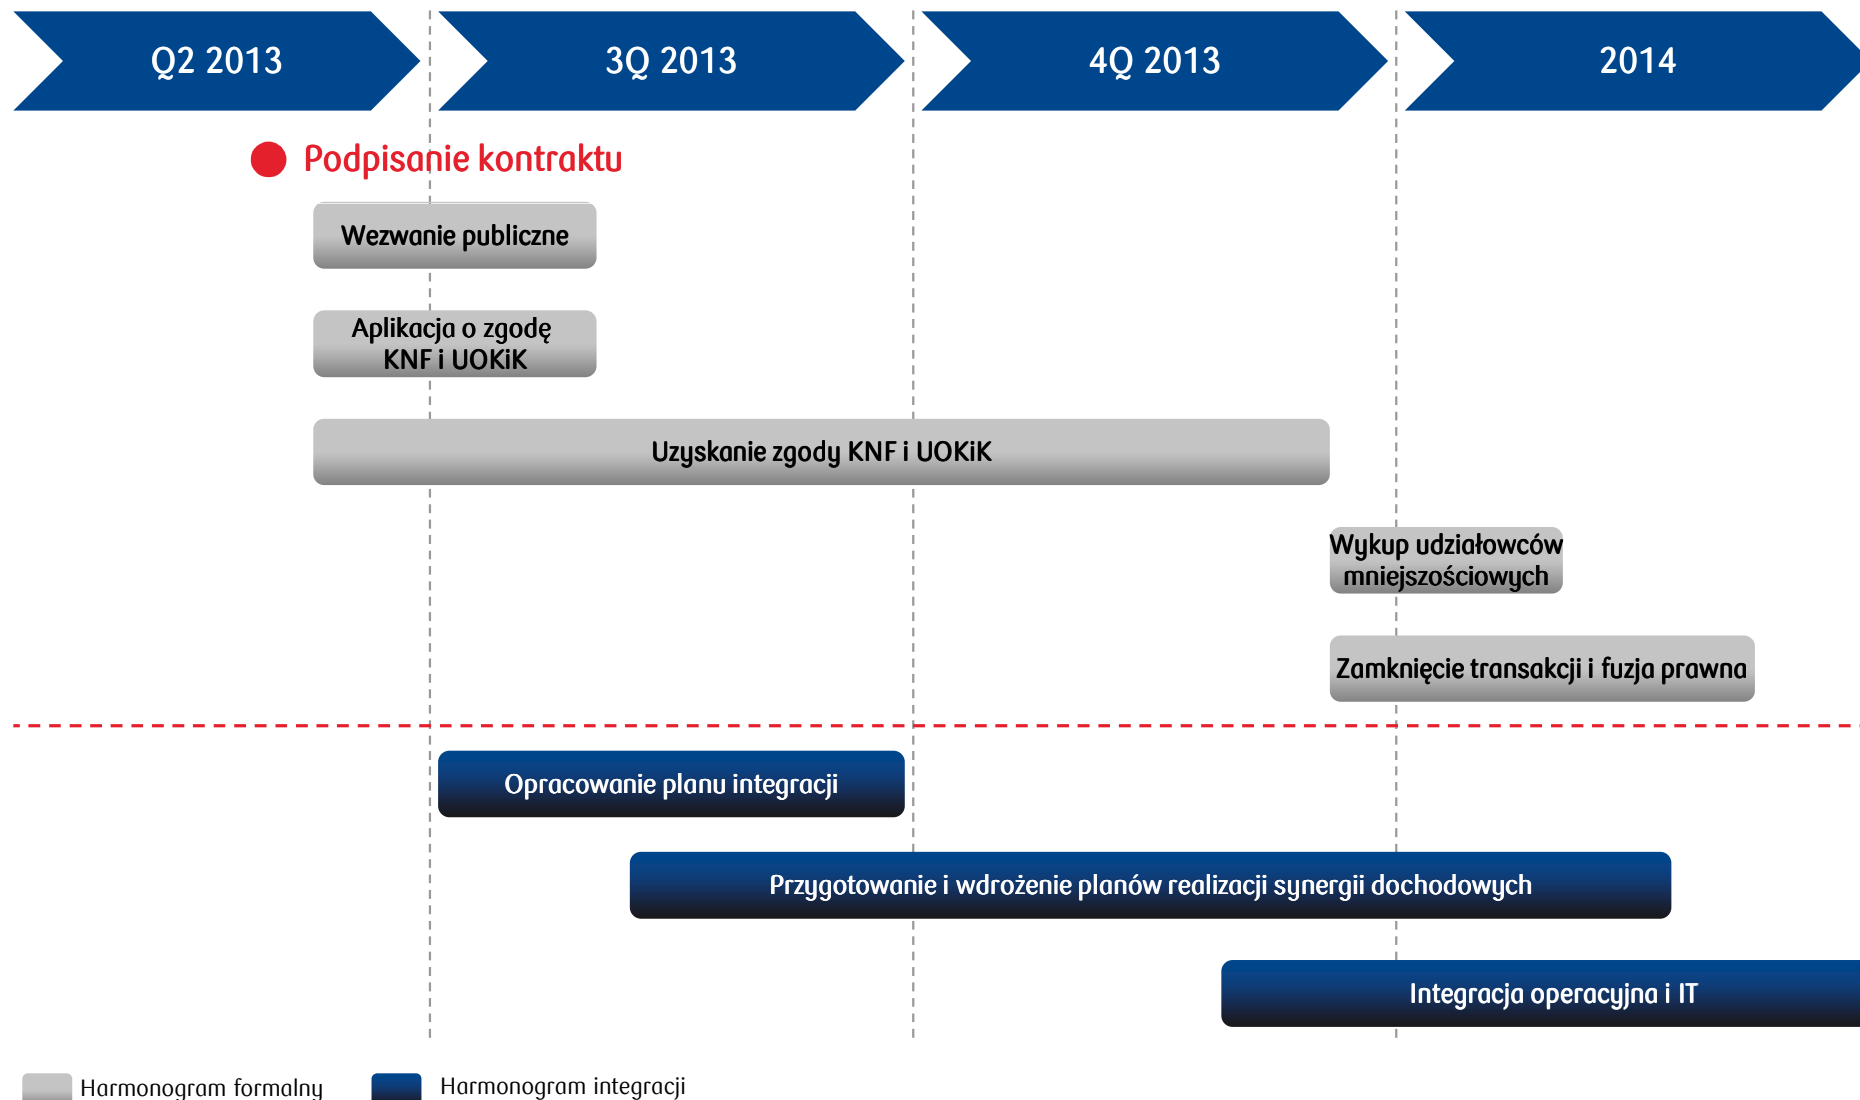 Q2 2013
3Q 2013
4Q 2013
2014
Podpisanie kontraktu
Wezwanie publiczne
Aplikacja o zgodę
KNF i UOKiK
Uzyskanie zgody KNF i UOKiK
Wykup udziałowców
mniejszościowych
Zamknięcie transakcji i fuzja prawna
Opracowanie planu integracji
Przygotowanie i wdrożenie planów realizacji synergii dochodowych
Integracja operacyjna i IT
Harmonogram formalny
Harmonogram integracji